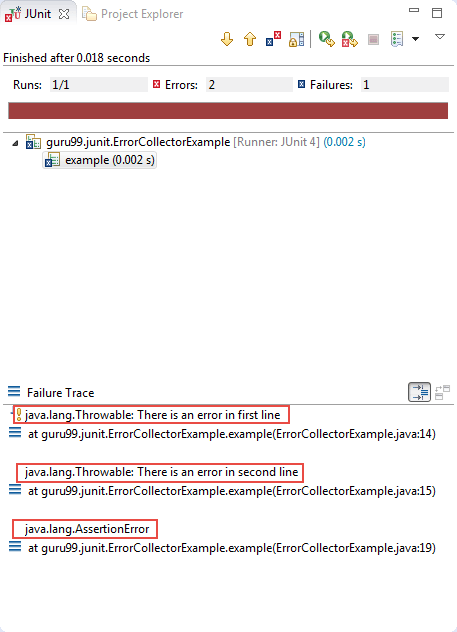 JUnit Project Explorer
Finished after 0.018 seconds
Runs: 1/1 Errors: 2 Failures: 1
guru99.junit.ErrorCollectorExample [Runner: JUnit 4] (0.002 s)
example (0.002 s)
Failure Trace
java.lang.Throwable: There is an error in first line
at guru99.junit.ErrorCollectorExample.example(ErrorCollectorExample.java:14)
java.lang.Throwable: There is an error in second line
at guru99.junit.ErrorCollectorExample.example(ErrorCollectorExample.java:15)
java.lang.AssertionError
at guru99.junit.ErrorCollectorExample.example(ErrorCollectorExample.java:19)